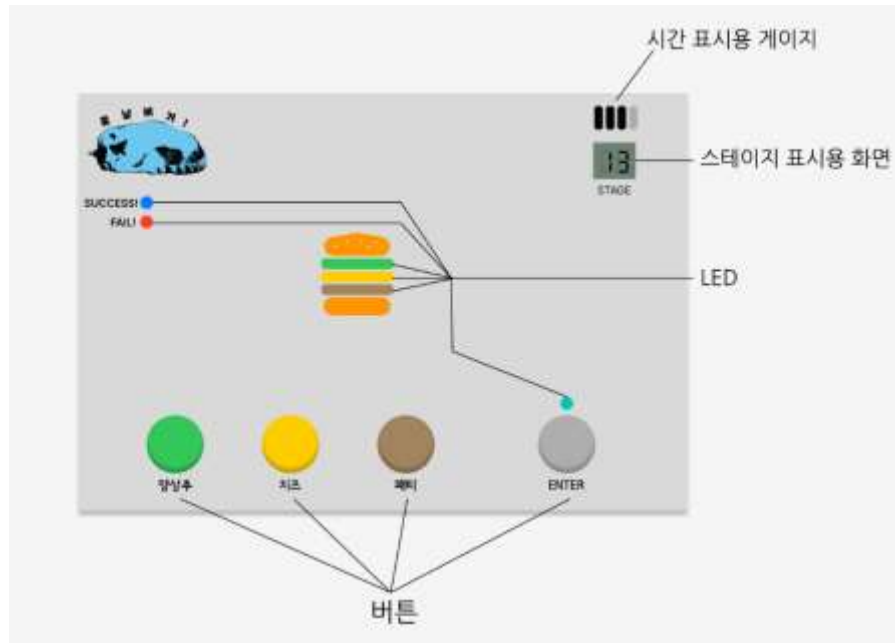 시간 표시용 게이지
스테이지 표시용 화면
13
STAGE
SUCCESS!
FAIL!
LED
양상추
치즈
패티
ENTER
버튼